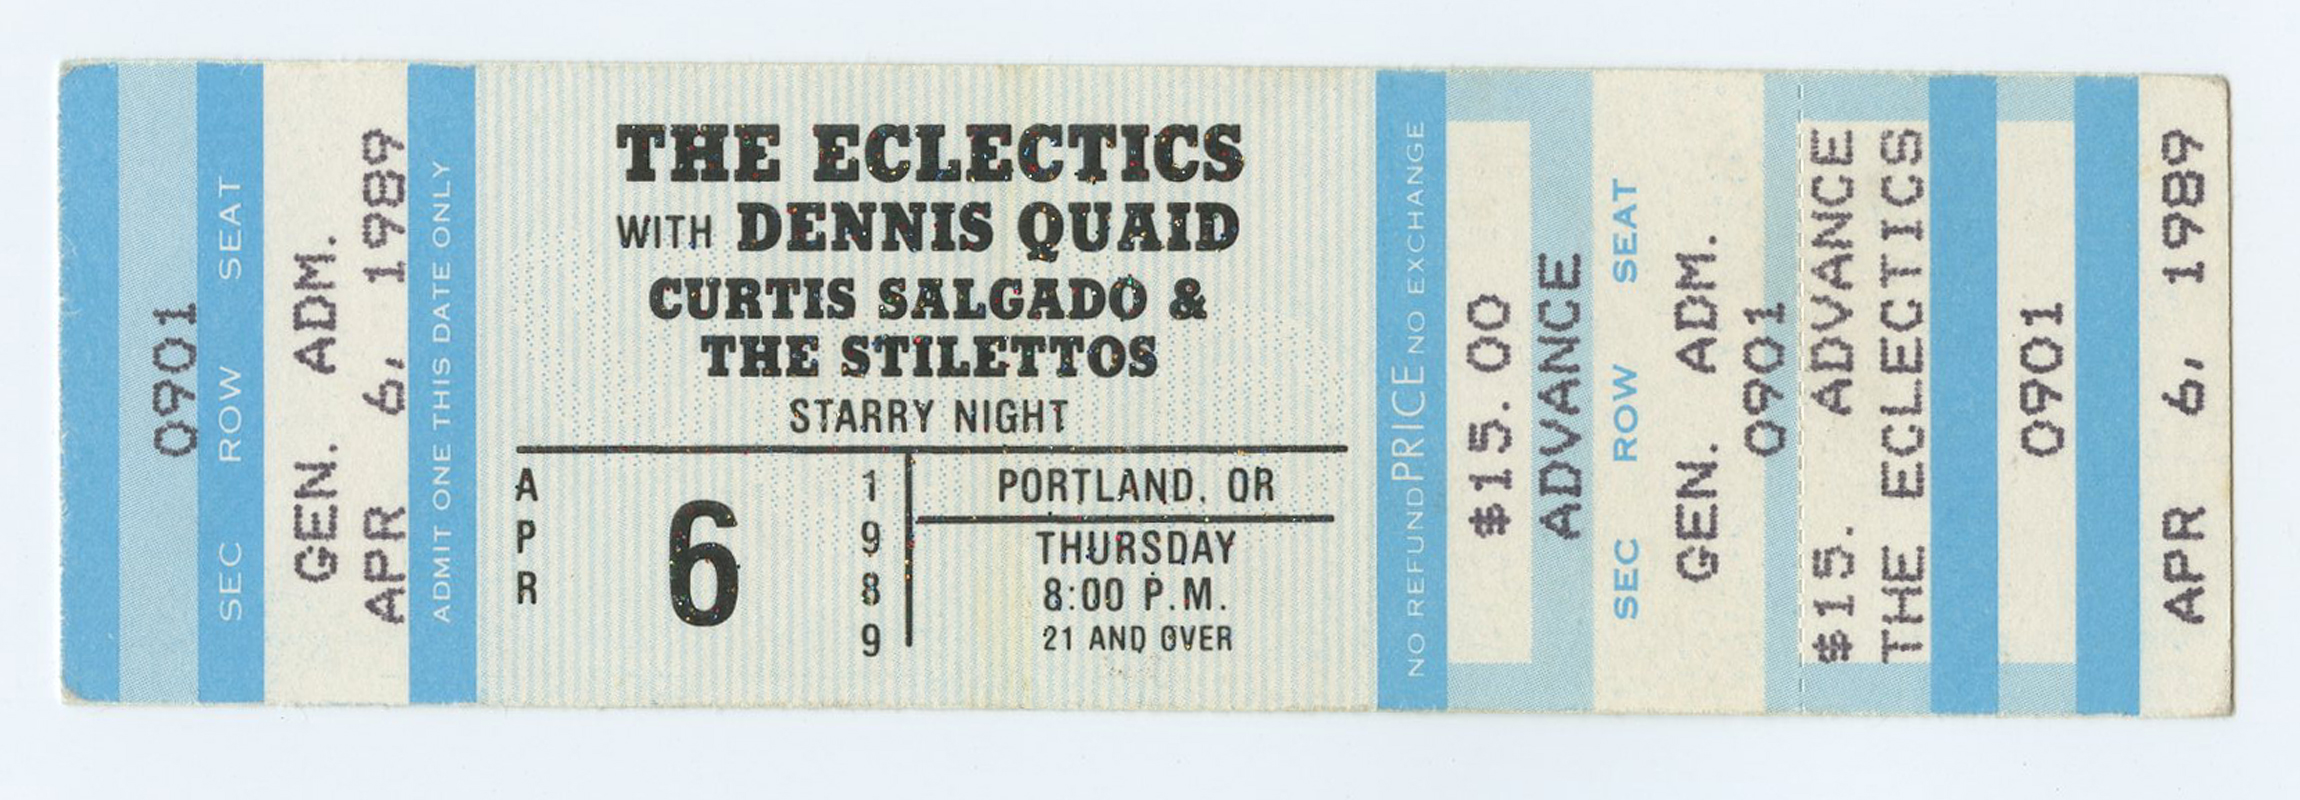 0901
SEC ROW SEAT
GEN. ADM.
APR 6, 1989
ADMIT ONE THIS DATE ONLY
THE ECLECTICS
WITH DENNIS QUAID
CURTIS SALGADO &
THE STILETTOS
STARRY NIGHT
APR
6
1989
PORTLAND, OR
THURSDAY
8:00 P.M.
21 AND OVER
NO REFUND PRICE NO EXCHANGE
$15.00
ADVANCE
SEC ROW SEAT
GEN. ADM.
0901
$15. ADVANCE
THE ECLECTICS
0901
APR 6, 1989